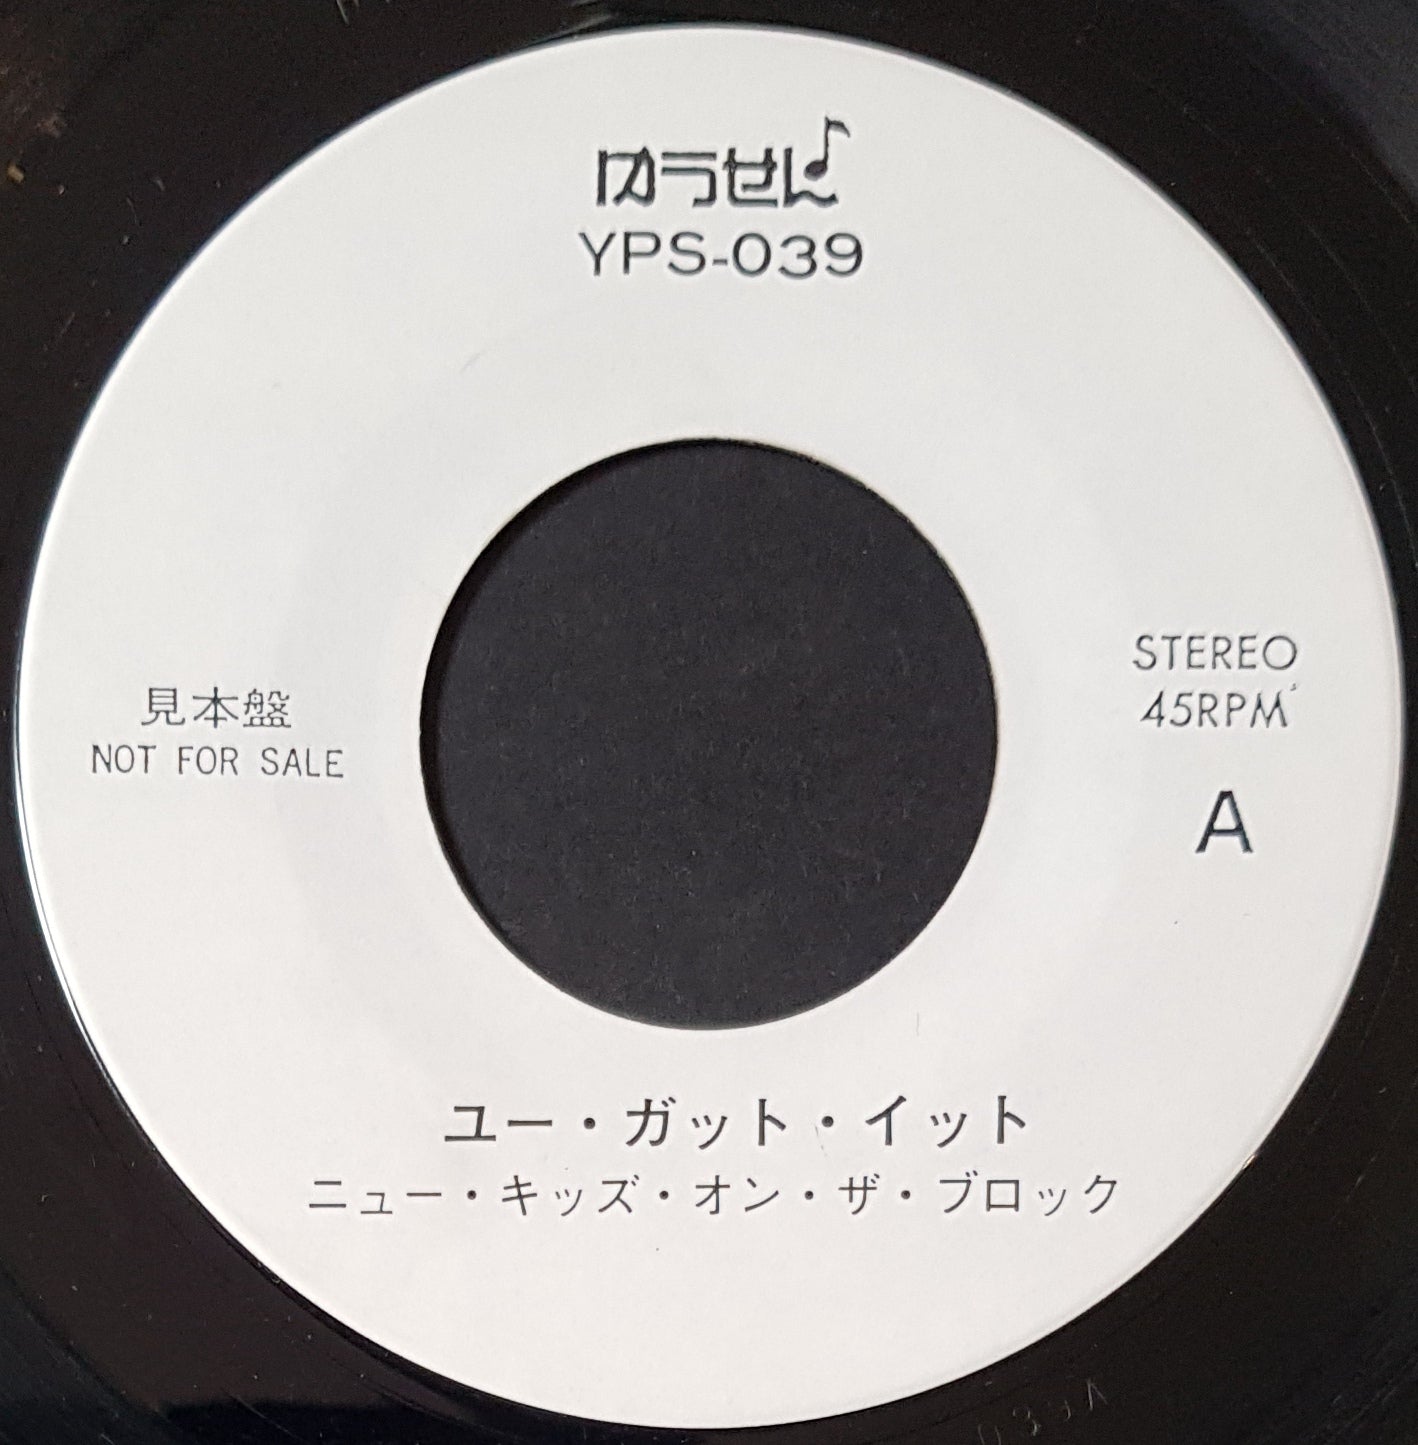 ゆうせん
YPS-039
STEREO
45RPM
見本盤
NOT FOR SALE
A
ユー・ガット・イット
ニュー・キッズ・オン・ザ・ブロック